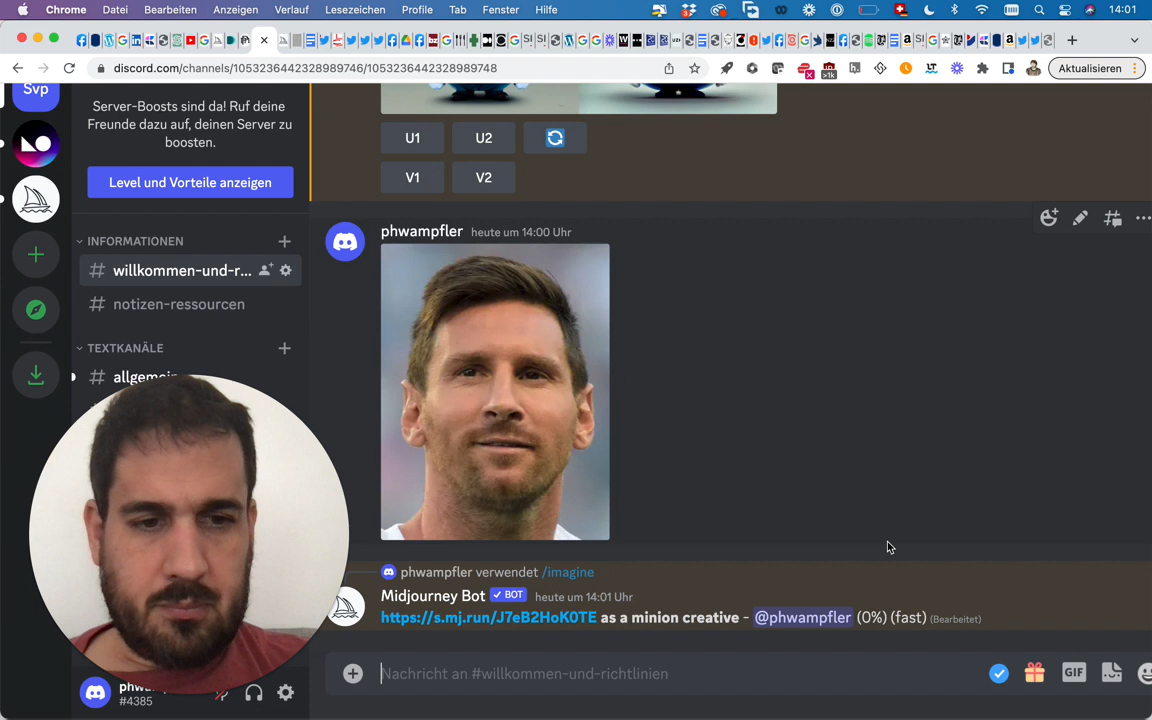 Chrome Datei Bearbeiten Anzeigen Verlauf Lesezeichen Profile Tab Fenster Hilfe 14:01
discord.com/channels/1053236442328989746/1053236442328989748
>1k
Aktualisieren
Svp
Server-Boosts sind da! Ruf deine
Freunde dazu auf, deinen Server zu
boosten.
Level und Vorteile anzeigen
INFORMATIONEN
# willkommen-und-r...
# notizen-ressourcen
TEXTKANÄLE
# allgemein
#4385
U1 U2
V1 V2
phwampfler heute um 14:00 Uhr
phwampfler verwendet /imagine
Midjourney Bot ✓ BOT heute um 14:01 Uhr
https://s.mj.run/J7eB2HoK0TE as a minion creative - @phwampfler (0%) (fast) (Bearbeitet)
Nachricht an #willkommen-und-richtlinien
GIF